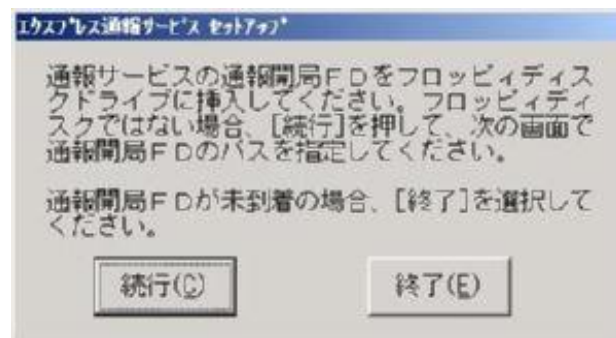 ｴｸｽﾌﾟﾚｽ通報ｻｰﾋﾞｽ ｾｯﾄｱｯﾌﾟ
通報サービスの通報開局ＦＤをフロッピィディス
クドライブに挿入してください。フロッピィディ
スクではない場合、[続行]を押して、次の画面で
通報開局ＦＤのパスを指定してください。
通報開局ＦＤが未到着の場合、[終了]を選択して
ください。
続行(C)
終了(E)